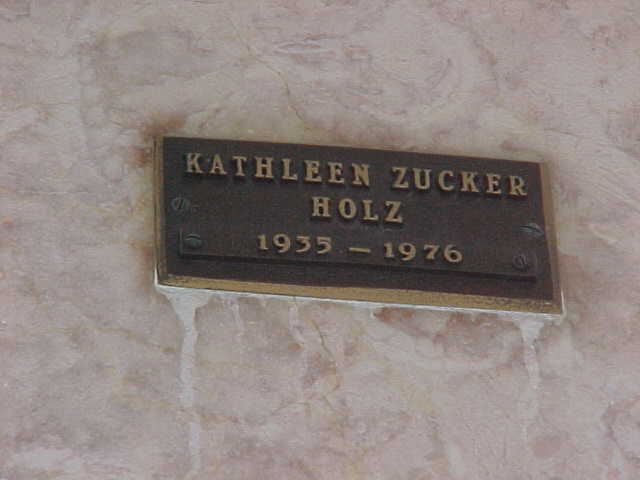 KATHLEEN ZUCKER
HOLZ
1935 – 1976